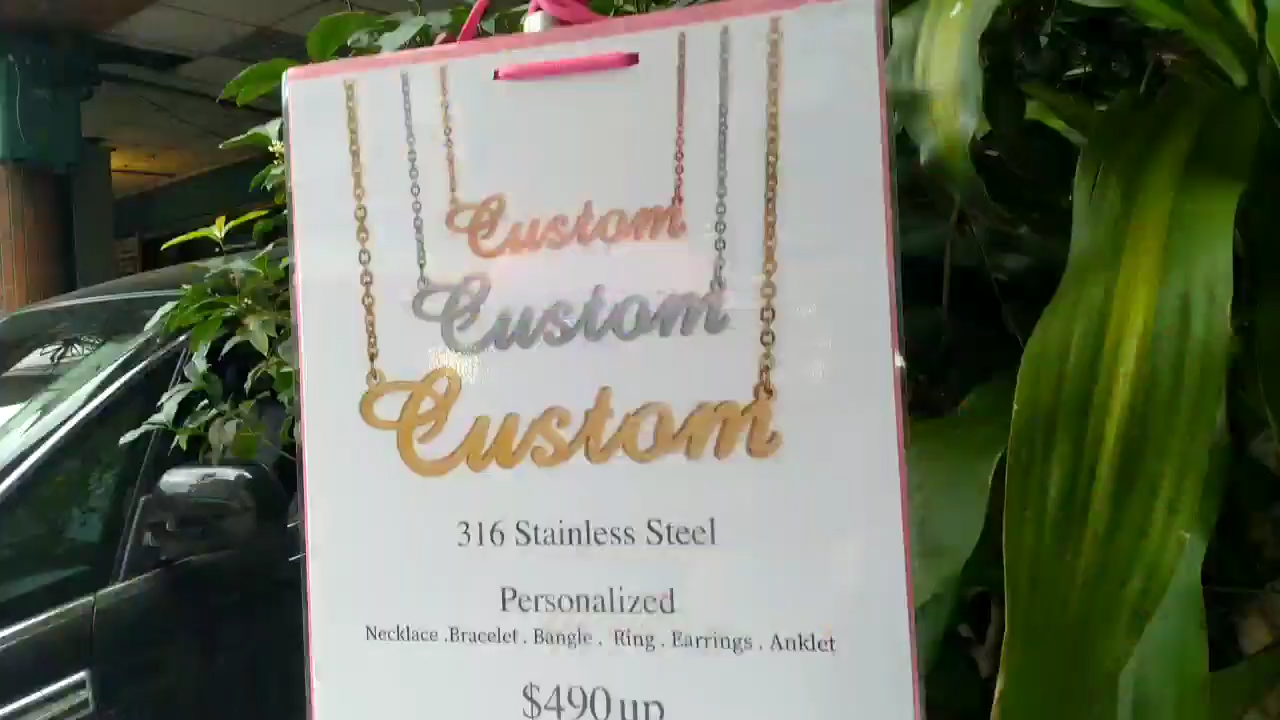 Custom
Custom
Custom
316 Stainless Steel
Personalized
Necklace .Bracelet . Bangle . Ring . Earrings . Anklet
$490 up